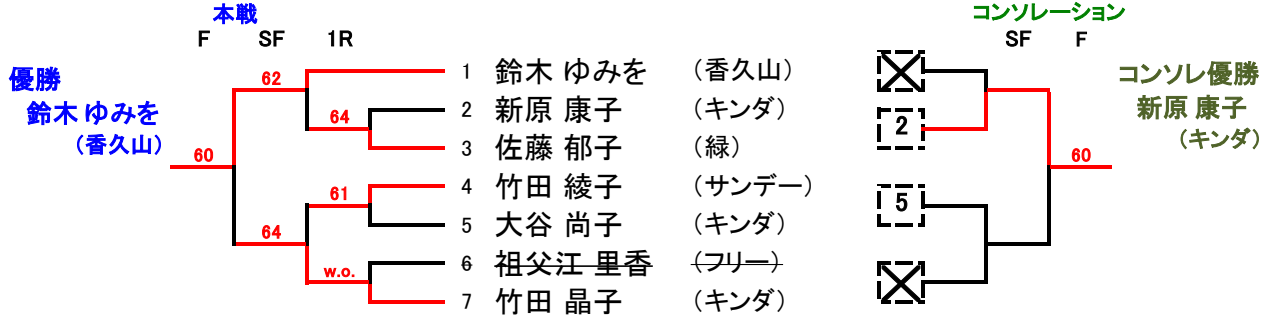 本戦
F SF 1R
コンソレーション
SF F
優勝
鈴木 ゆみを
(香久山)
62
64
60
61
64
w.o.
1 鈴木 ゆみを (香久山)
2 新原 康子 (キンダ)
3 佐藤 郁子 (緑)
4 竹田 綾子 (サンデー)
5 大谷 尚子 (キンダ)
6 祖父江 里香 (フリー)
7 竹田 晶子 (キンダ)
2
5
60
コンソレ優勝
新原 康子
(キンダ)